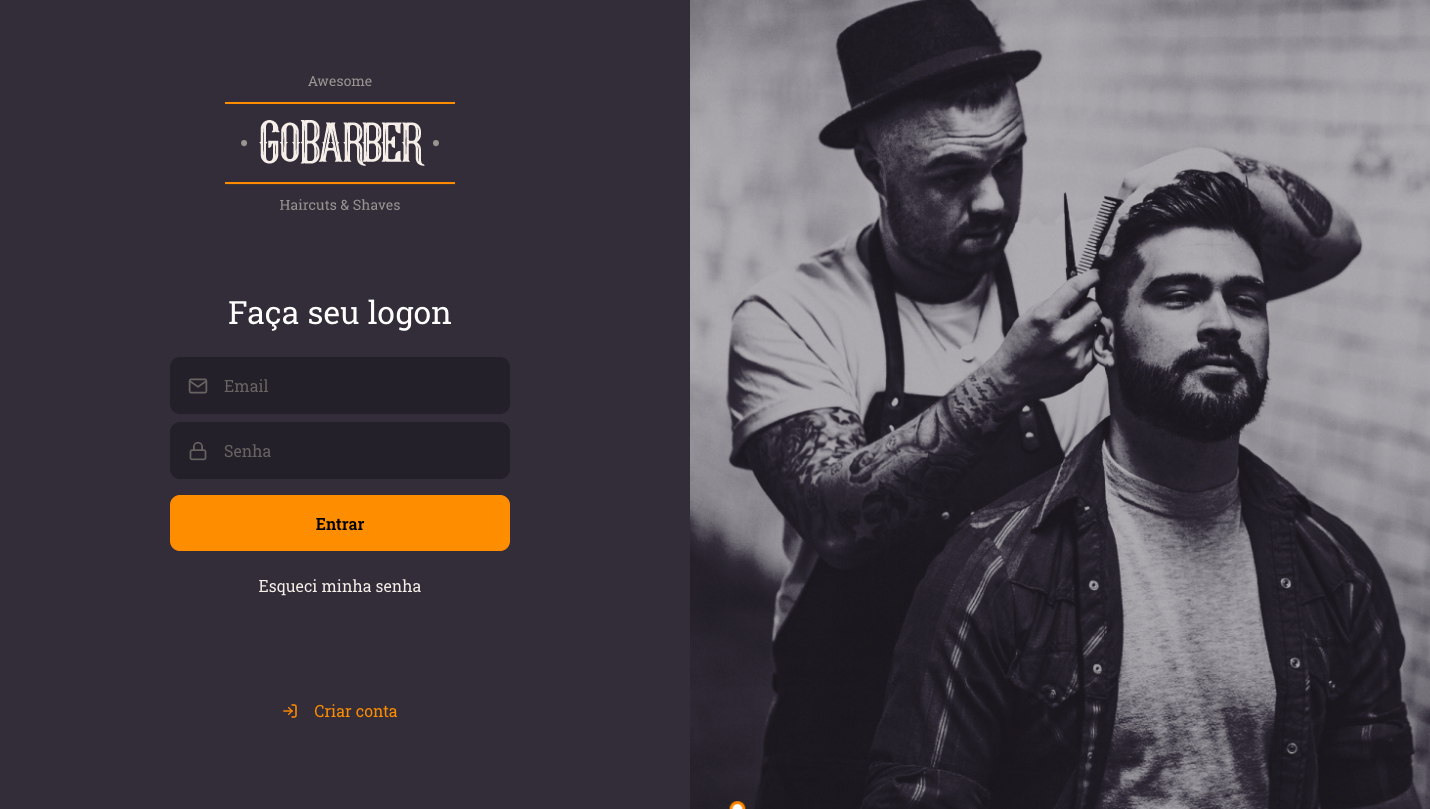 Awesome
GOBARBER
Haircuts & Shaves
Faça seu logon
Email
Senha
Entrar
Esqueci minha senha
Criar conta